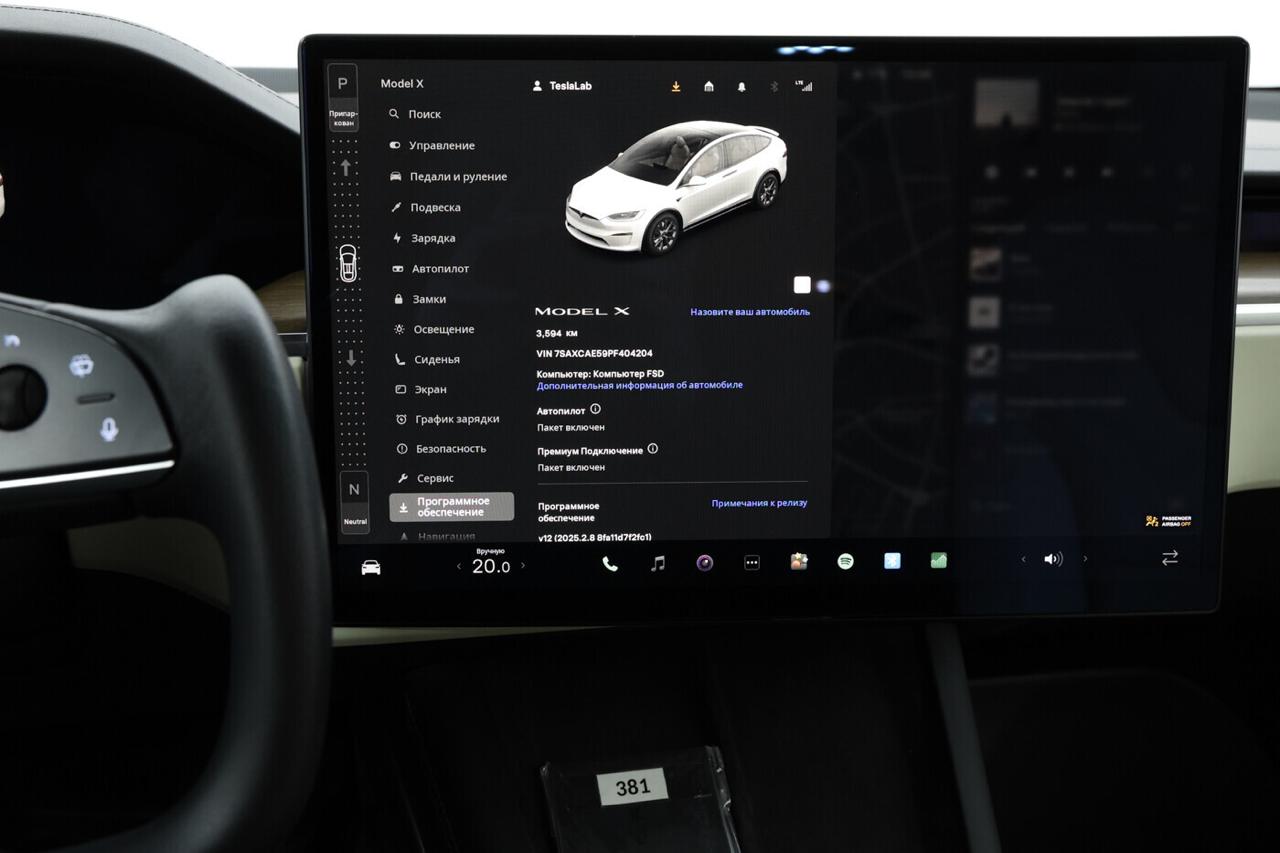 P
Припар-
кован
Model X
TeslaLab
LTE
Поиск
Управление
Педали и руление
Подвеска
Зарядка
Автопилот
Замки
Освещение
Сиденья
Экран
График зарядки
Безопасность
Сервис
Программное
обеспечение
Навигация
N
Neutral
MODEL X
Назовите ваш автомобиль
3,594 км
VIN 7SAXCAE59PF404204
Компьютер: Компьютер FSD
Дополнительная информация об автомобиле
Автопилот
Пакет включен
Премиум Подключение
Пакет включен
Программное
обеспечение
Примечания к релизу
v12 (2025.2.8 8fa11d7f2fc1)
PASSENGER
AIRBAG OFF
Вручную
20.0
381